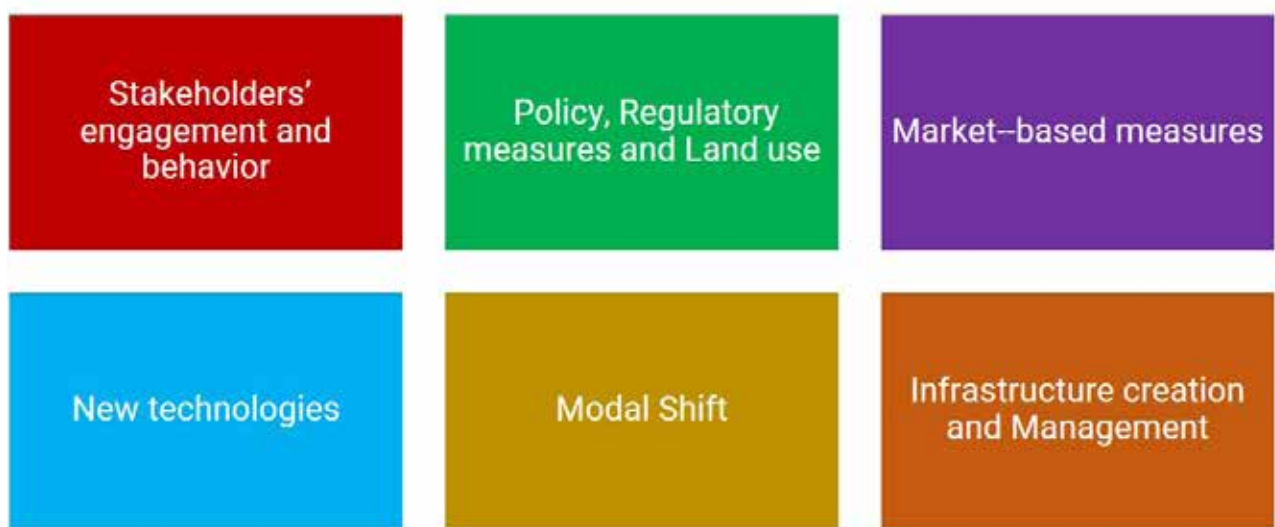 Stakeholders’
engagement and
behavior
Policy, Regulatory
measures and Land use
Market--based measures
New technologies
Modal Shift
Infrastructure creation
and Management